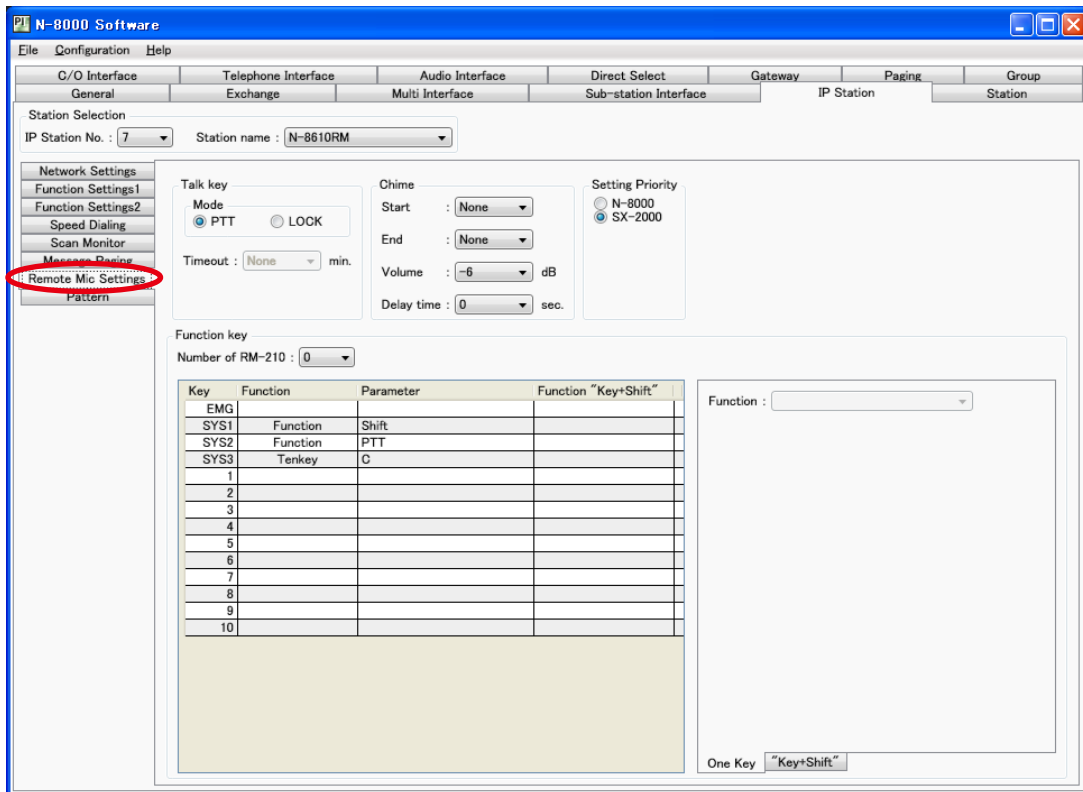 N-8000 Software
File Configuration Help
C/O Interface Telephone Interface Audio Interface Direct Select Gateway Paging Group
General Exchange Multi Interface Sub-station Interface IP Station Station
Station Selection
IP Station No. : 7 Station name : N-8610RM
Network Settings
Function Settings1
Function Settings2
Speed Dialing
Scan Monitor
Message Paging
Remote Mic Settings
Pattern
Talk key
Mode
PTT LOCK
Timeout : None min.
Chime
Start : None
End : None
Volume : -6 dB
Delay time : 0 sec.
Setting Priority
N-8000
SX-2000
Function key
Number of RM-210 : 0
Key Function Parameter Function "Key+Shift"
EMG
SYS1 Function Shift
SYS2 Function PTT
SYS3 Tenkey C
1
2
3
4
5
6
7
8
9
10
Function :
One Key "Key+Shift"